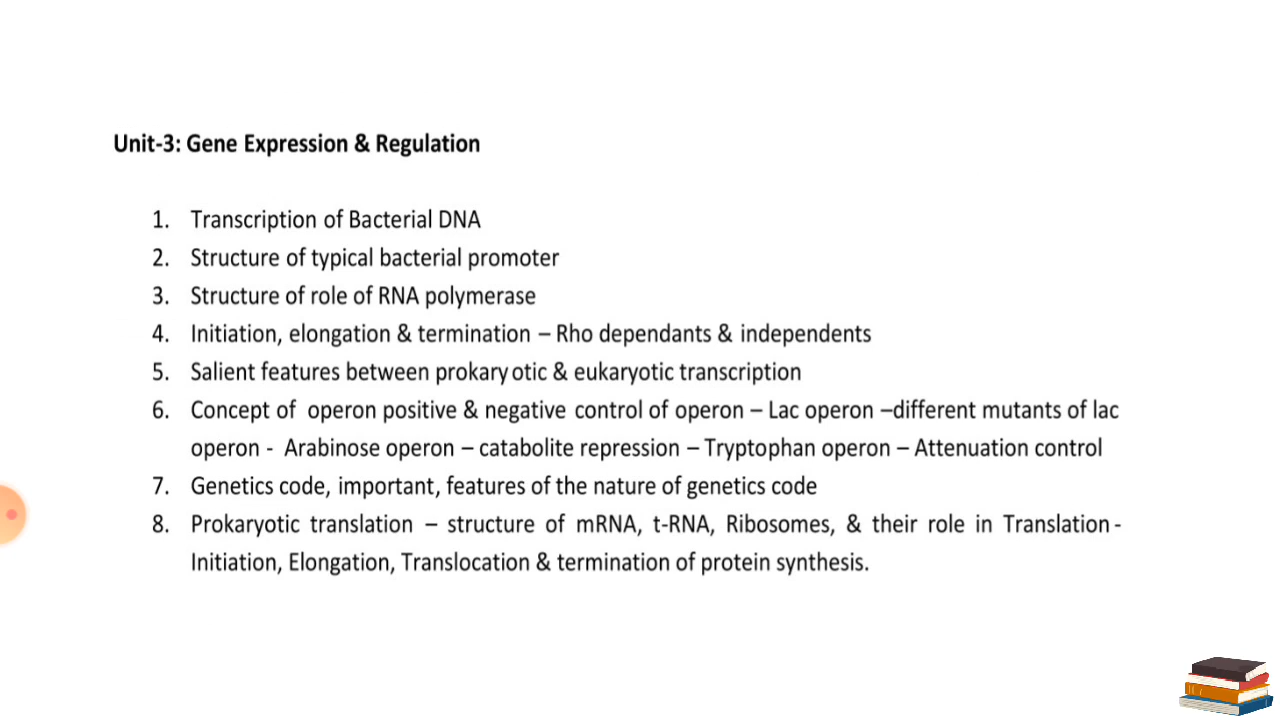 Unit-3: Gene Expression & Regulation
1. Transcription of Bacterial DNA
2. Structure of typical bacterial promoter
3. Structure of role of RNA polymerase
4. Initiation, elongation & termination – Rho dependants & independents
5. Salient features between prokary otic & eukaryotic transcription
6. Concept of operon positive & negative control of operon – Lac operon –different mutants of lac
operon - Arabinose operon – catabolite repression – Tryptophan operon – Attenuation control
7. Genetics code, important, features of the nature of genetics code
8. Prokaryotic translation – structure of mRNA, t-RNA, Ribosomes, & their role in Translation -
Initiation, Elongation, Translocation & termination of protein synthesis.